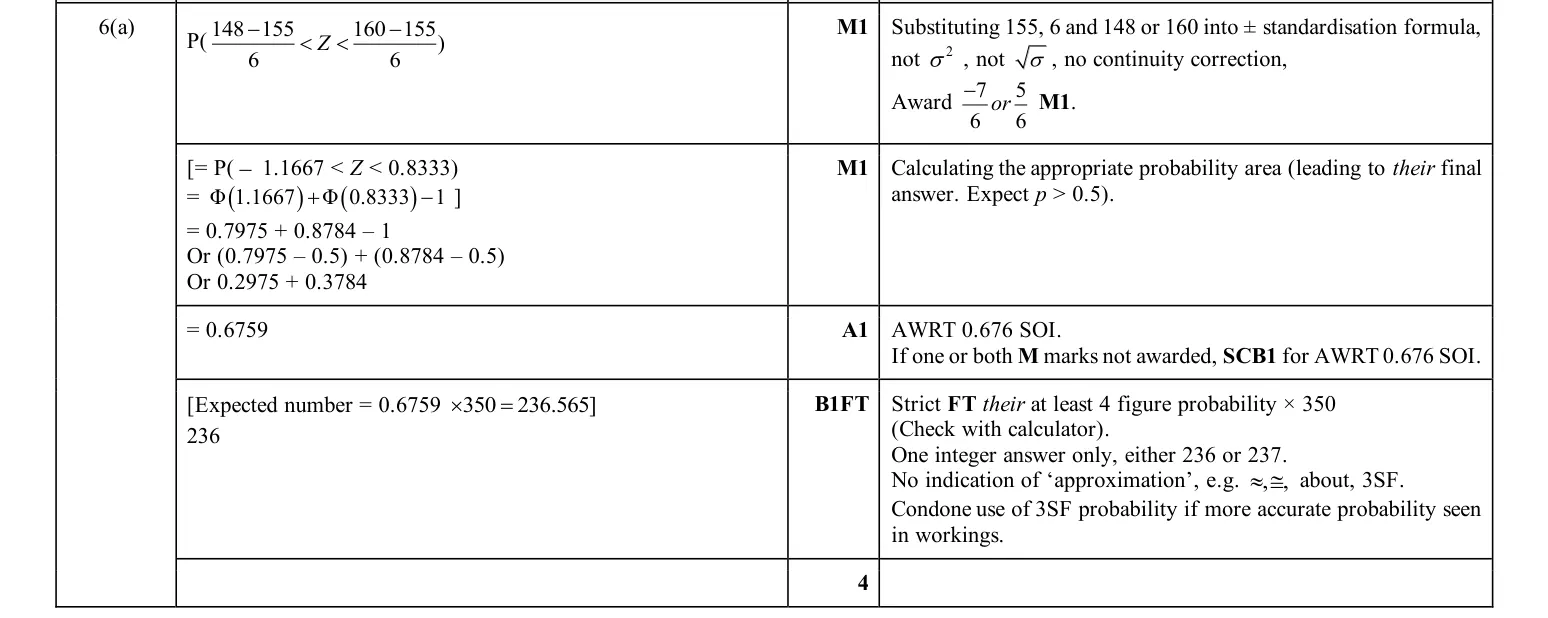 6(a)
P( (148 – 155)/6 < Z < (160 – 155)/6 )
M1
Substituting 155, 6 and 148 or 160 into ± standardisation formula,
not σ², not √σ, no continuity correction,
Award –7/6 or 5/6 M1.
[= P( – 1.1667 < Z < 0.8333)
= Φ(1.1667) + Φ(0.8333) – 1 ]
= 0.7975 + 0.8784 – 1
Or (0.7975 – 0.5) + (0.8784 – 0.5)
Or 0.2975 + 0.3784
M1
Calculating the appropriate probability area (leading to their final
answer. Expect p > 0.5).
= 0.6759
A1
AWRT 0.676 SOI.
If one or both M marks not awarded, SCB1 for AWRT 0.676 SOI.
[Expected number = 0.6759 ×350 = 236.565]
236
B1FT
Strict FT their at least 4 figure probability × 350
(Check with calculator).
One integer answer only, either 236 or 237.
No indication of ‘approximation’, e.g. ≈,≅, about, 3SF.
Condone use of 3SF probability if more accurate probability seen
in workings.
4